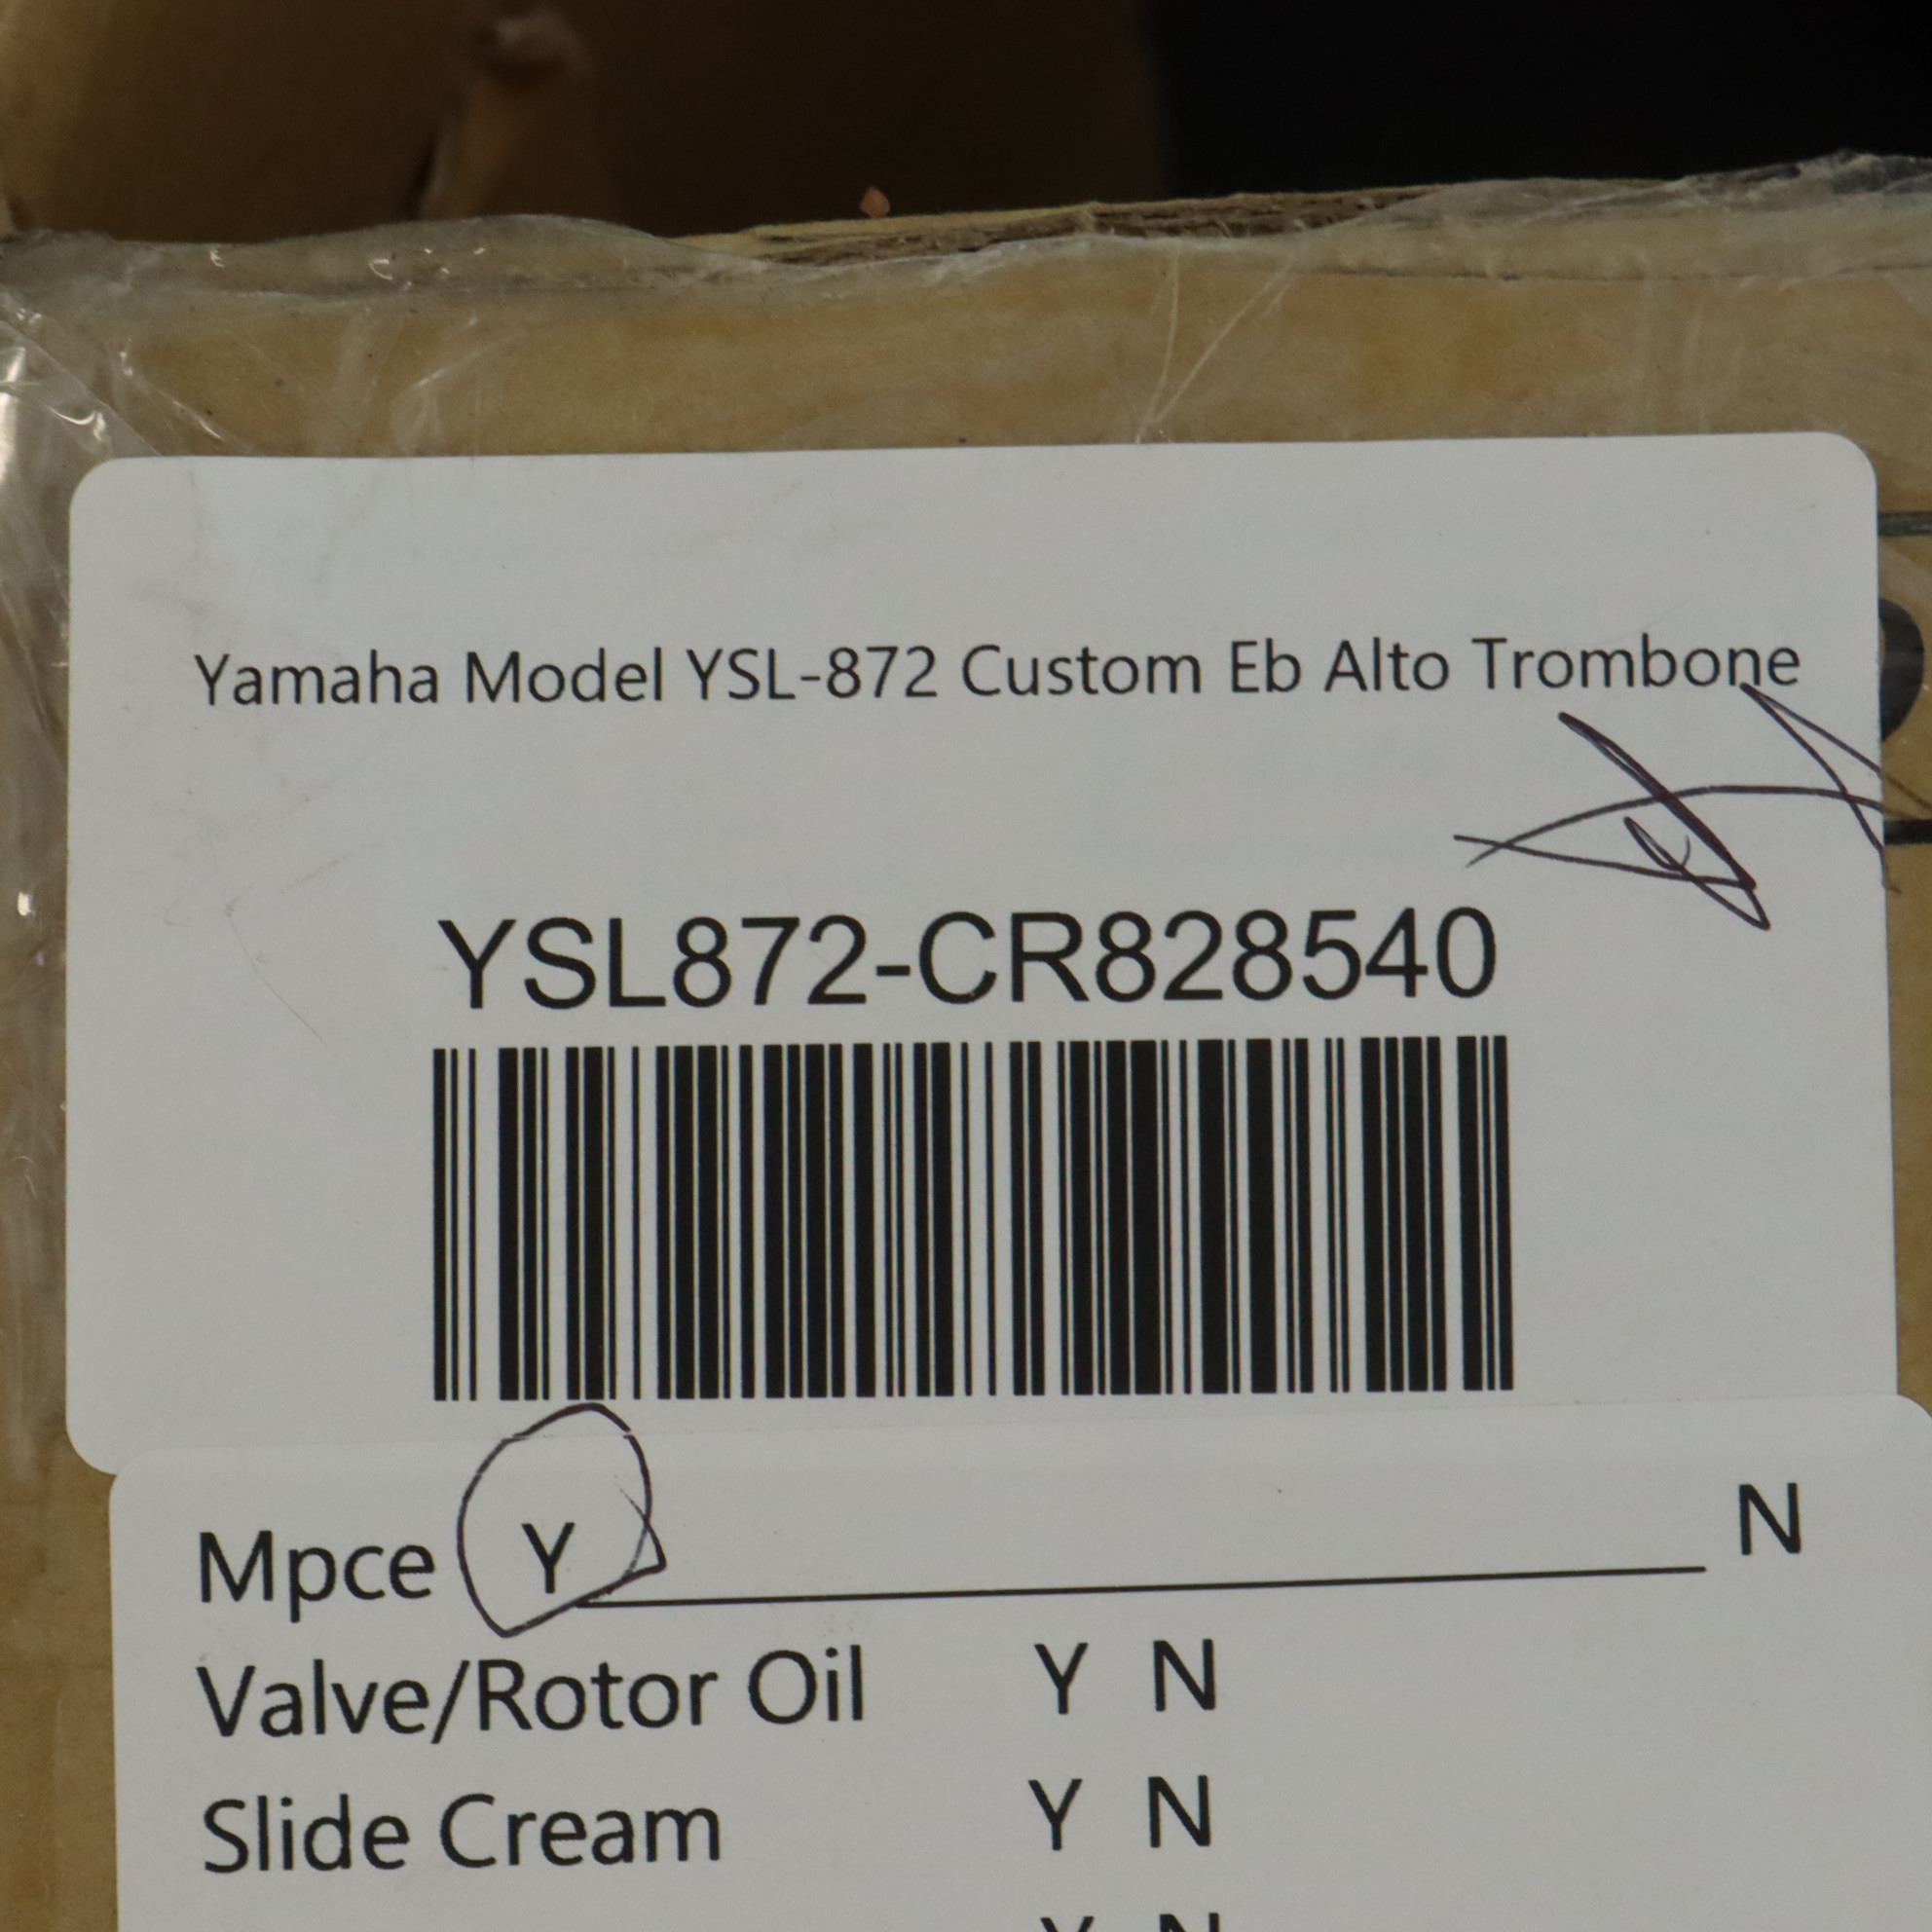 Yamaha Model YSL-872 Custom Eb Alto Trombone
YSL872-CR828540
Mpce Y N
Valve/Rotor Oil Y N
Slide Cream Y N
Y N